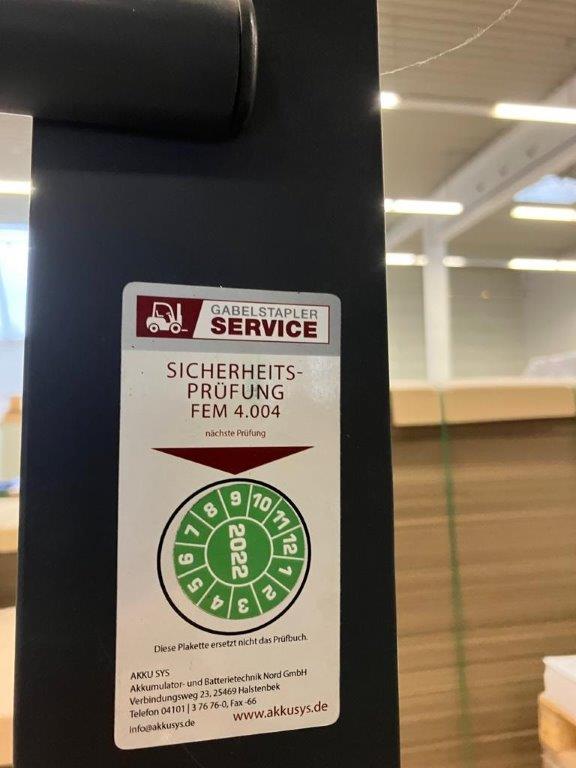 GABELSTAPLER
SERVICE
SICHERHEITS-
PRÜFUNG
FEM 4.004
nächste Prüfung
9 10 11 12 1 2 3 4 5 6 7 8
2022
Diese Plakette ersetzt nicht das Prüfbuch.
AKKU SYS
Akkumulator- und Batterietechnik Nord GmbH
Verbindungsweg 23, 25469 Halstenbek
Telefon 04101 | 3 76 76-0, Fax -66
info@akkusys.de www.akkusys.de